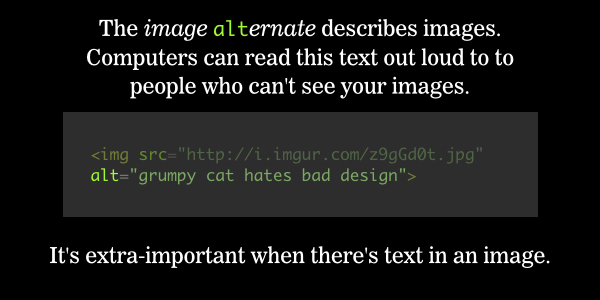 The image alternate describes images.
Computers can read this text out loud to to
people who can't see your images.
<img src="http://i.imgur.com/z9gGd0t.jpg"
alt="grumpy cat hates bad design">
It's extra-important when there's text in an image.